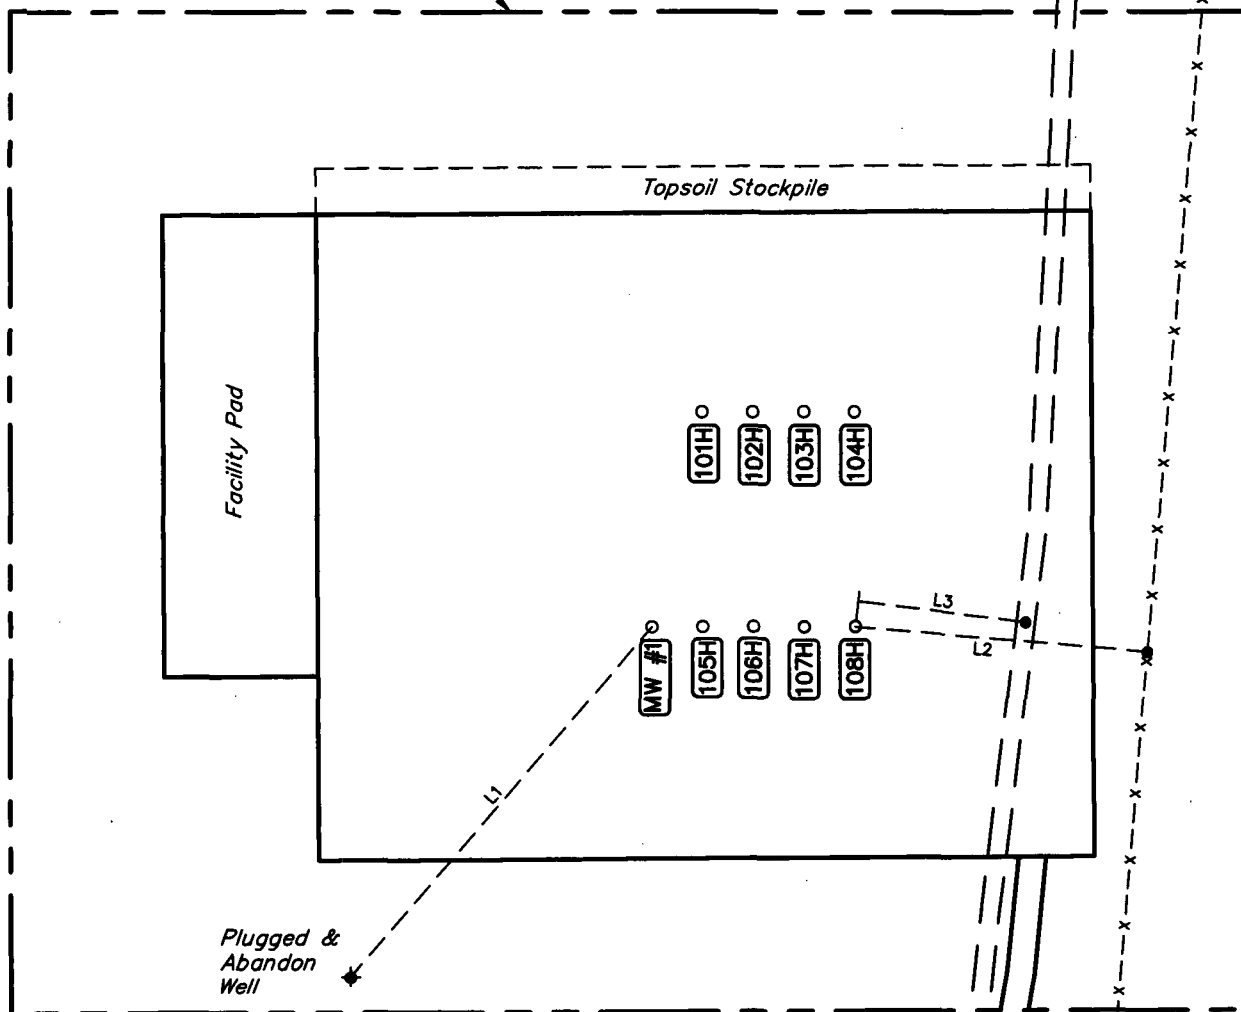 Topsoil Stockpile
Facility Pad
101H
102H
103H
104H
L3
L2
MW #1
105H
106H
107H
108H
L1
Plugged &
Abandon
Well